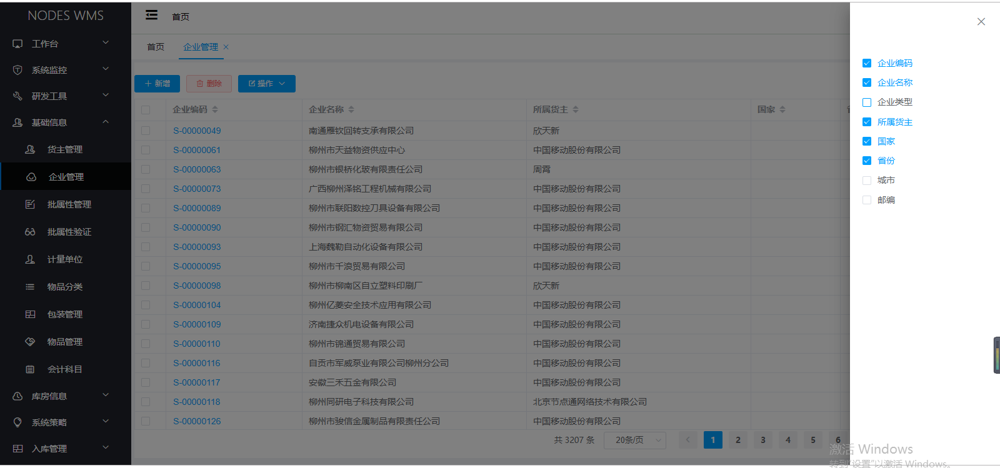 NODES WMS
工作台
系统监控
研发工具
基础信息
货主管理
企业管理
批属性管理
批属性验证
计量单位
物品分类
包装管理
物品管理
会计科目
库房信息
系统策略
入库管理
首页
首页 企业管理
新增 删除 操作
企业编码 企业名称 所属货主 国家
S-00000049 南通雁钦回转支承有限公司 欣天新
S-00000061 柳州市天益物资供应中心 中国移动股份有限公司
S-00000063 柳州市银桥化玻有限责任公司 周霄
S-00000073 广西柳州泽铭工程机械有限公司 中国移动股份有限公司
S-00000089 柳州市联阳数控刀具设备有限公司 中国移动股份有限公司
S-00000090 柳州市钢汇物资贸易有限公司 中国移动股份有限公司
S-00000093 上海魏勒自动化设备有限公司 中国移动股份有限公司
S-00000095 柳州市千浪贸易有限公司 中国移动股份有限公司
S-00000098 柳州市柳南区自立塑料印刷厂 欣天新
S-00000104 柳州亿菱安全技术应用有限公司 中国移动股份有限公司
S-00000109 济南捷众机电设备有限公司 中国移动股份有限公司
S-00000110 柳州市锦通贸易有限公司 中国移动股份有限公司
S-00000116 自贡市军威泵业有限公司柳州分公司 中国移动股份有限公司
S-00000117 安徽三禾五金有限公司 中国移动股份有限公司
S-00000118 柳州同研电子科技有限公司 北京节点通网络技术有限公司
S-00000126 柳州市骏信金属制品有限责任公司 中国移动股份有限公司
共 3207 条 20条/页 1 2 3 4 5 6
企业编码
企业名称
企业类型
所属货主
国家
省份
城市
邮编
激活 Windows
转到"设置"以激活 Windows。